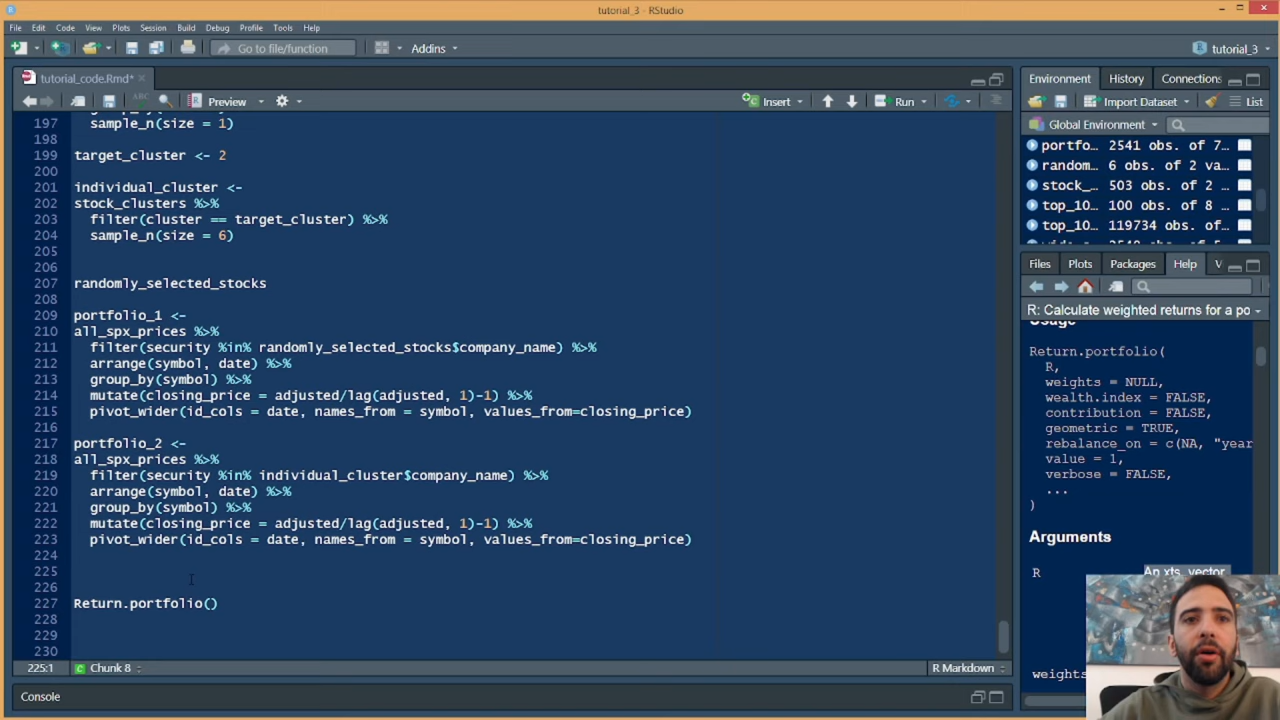 tutorial_3 - RStudio
File Edit Code View Plots Session Build Debug Profile Tools Help
Go to file/function Addins tutorial_3
tutorial_code.Rmd*
Preview Insert Run
197 sample_n(size = 1)
198
199 target_cluster <- 2
200
201 individual_cluster <-
202 stock_clusters %>%
203 filter(cluster == target_cluster) %>%
204 sample_n(size = 6)
205
206
207 randomly_selected_stocks
208
209 portfolio_1 <-
210 all_spx_prices %>%
211 filter(security %in% randomly_selected_stocks$company_name) %>%
212 arrange(symbol, date) %>%
213 group_by(symbol) %>%
214 mutate(closing_price = adjusted/lag(adjusted, 1)-1) %>%
215 pivot_wider(id_cols = date, names_from = symbol, values_from=closing_price)
216
217 portfolio_2 <-
218 all_spx_prices %>%
219 filter(security %in% individual_cluster$company_name) %>%
220 arrange(symbol, date) %>%
221 group_by(symbol) %>%
222 mutate(closing_price = adjusted/lag(adjusted, 1)-1) %>%
223 pivot_wider(id_cols = date, names_from = symbol, values_from=closing_price)
224
225
226
227 Return.portfolio()
228
229
230
225:1 Chunk 8 R Markdown
Console
Environment History Connections
Import Dataset List
Global Environment
portfo… 2541 obs. of 7…
random… 6 obs. of 2 va…
stock_… 503 obs. of 2 …
top_10… 100 obs. of 8 …
top_10… 119734 obs. of…
Files Plots Packages Help V
R: Calculate weighted returns for a po
Usage
Return.portfolio(
R,
weights = NULL,
wealth.index = FALSE,
contribution = FALSE,
geometric = TRUE,
rebalance_on = c(NA, "year
value = 1,
verbose = FALSE,
...
)
Arguments
R An xts, vector,
weights